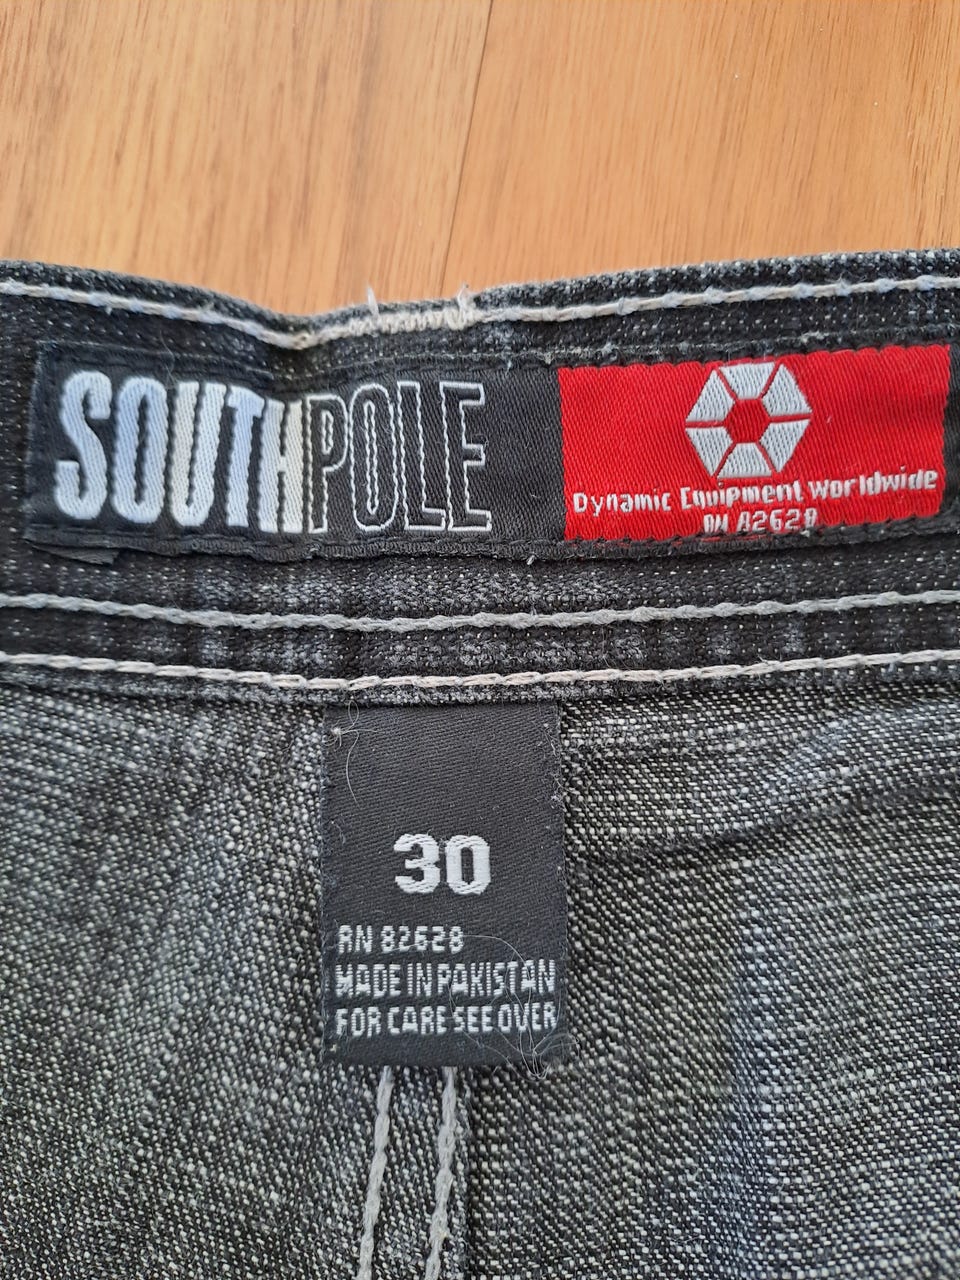 SOUTHPOLE
Dynamic Equipment Worldwide
RN 82628
30
RN 82628
MADE IN PAKISTAN
FOR CARE SEE OVER